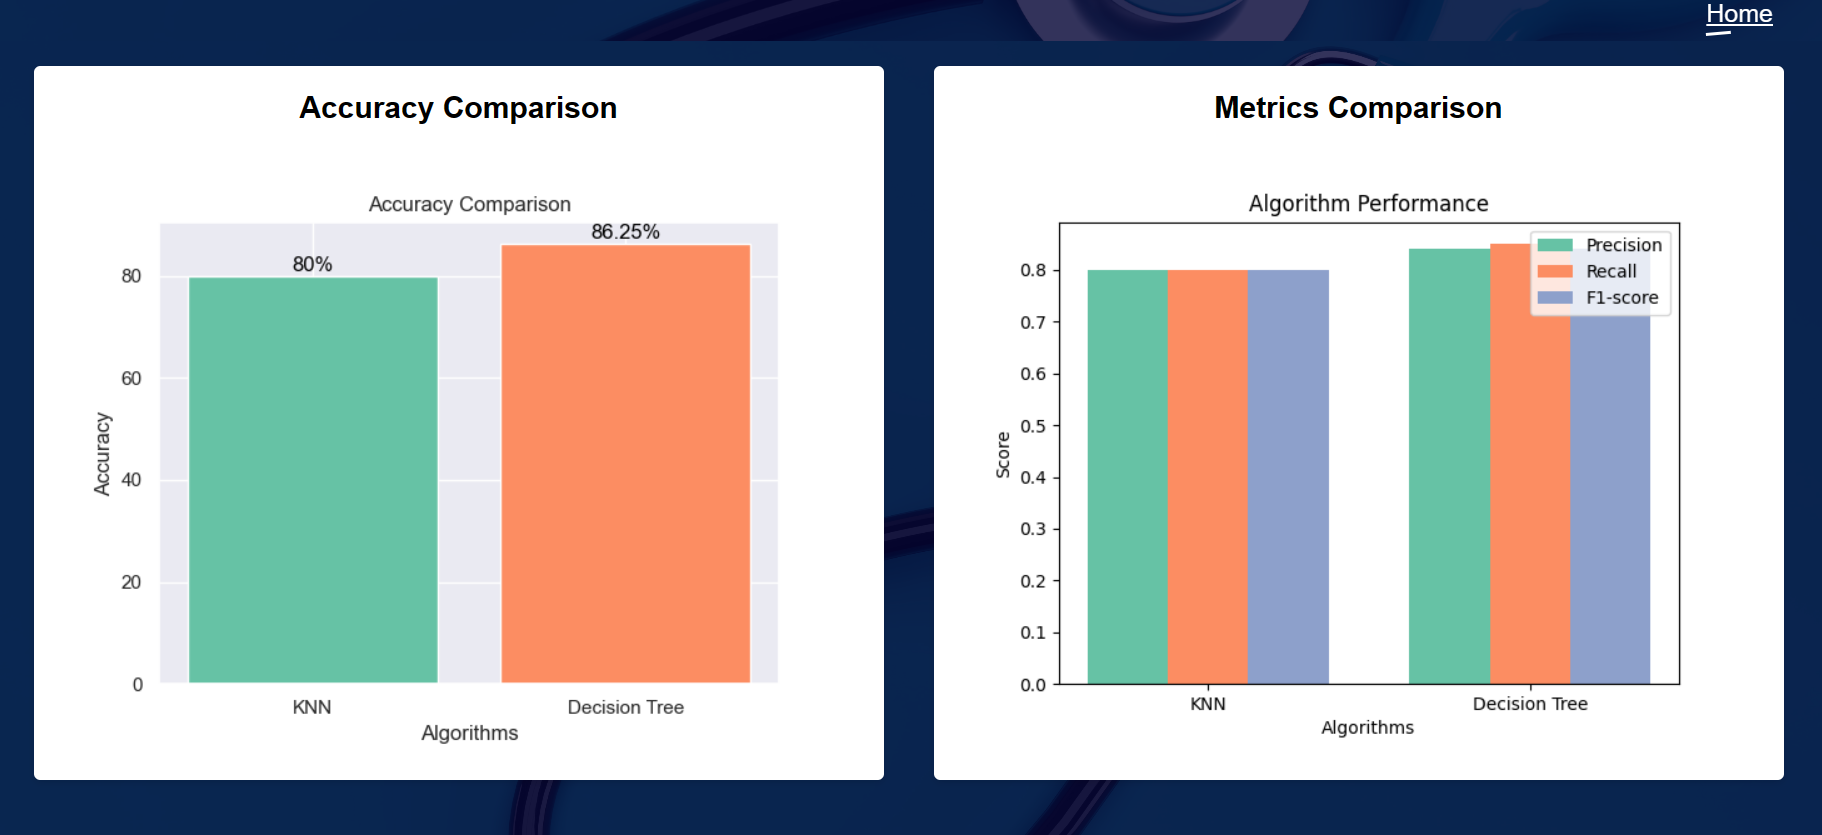 Home
Accuracy Comparison
Accuracy Comparison
86.25%
80%
80
60
40
20
0
Accuracy
KNN
Decision Tree
Algorithms
Metrics Comparison
Algorithm Performance
Precision
Recall
F1-score
0.8
0.7
0.6
0.5
0.4
0.3
0.2
0.1
0.0
Score
KNN
Decision Tree
Algorithms